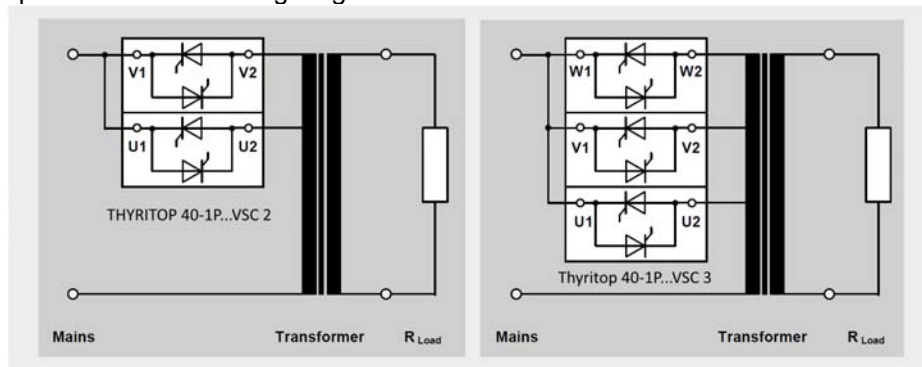 V1 V2
U1 U2
THYRITOP 40-1P...VSC 2
Mains Transformer R Load
W1 W2
V1 V2
U1 U2
Thyritop 40-1P...VSC 3
Mains Transformer R Load